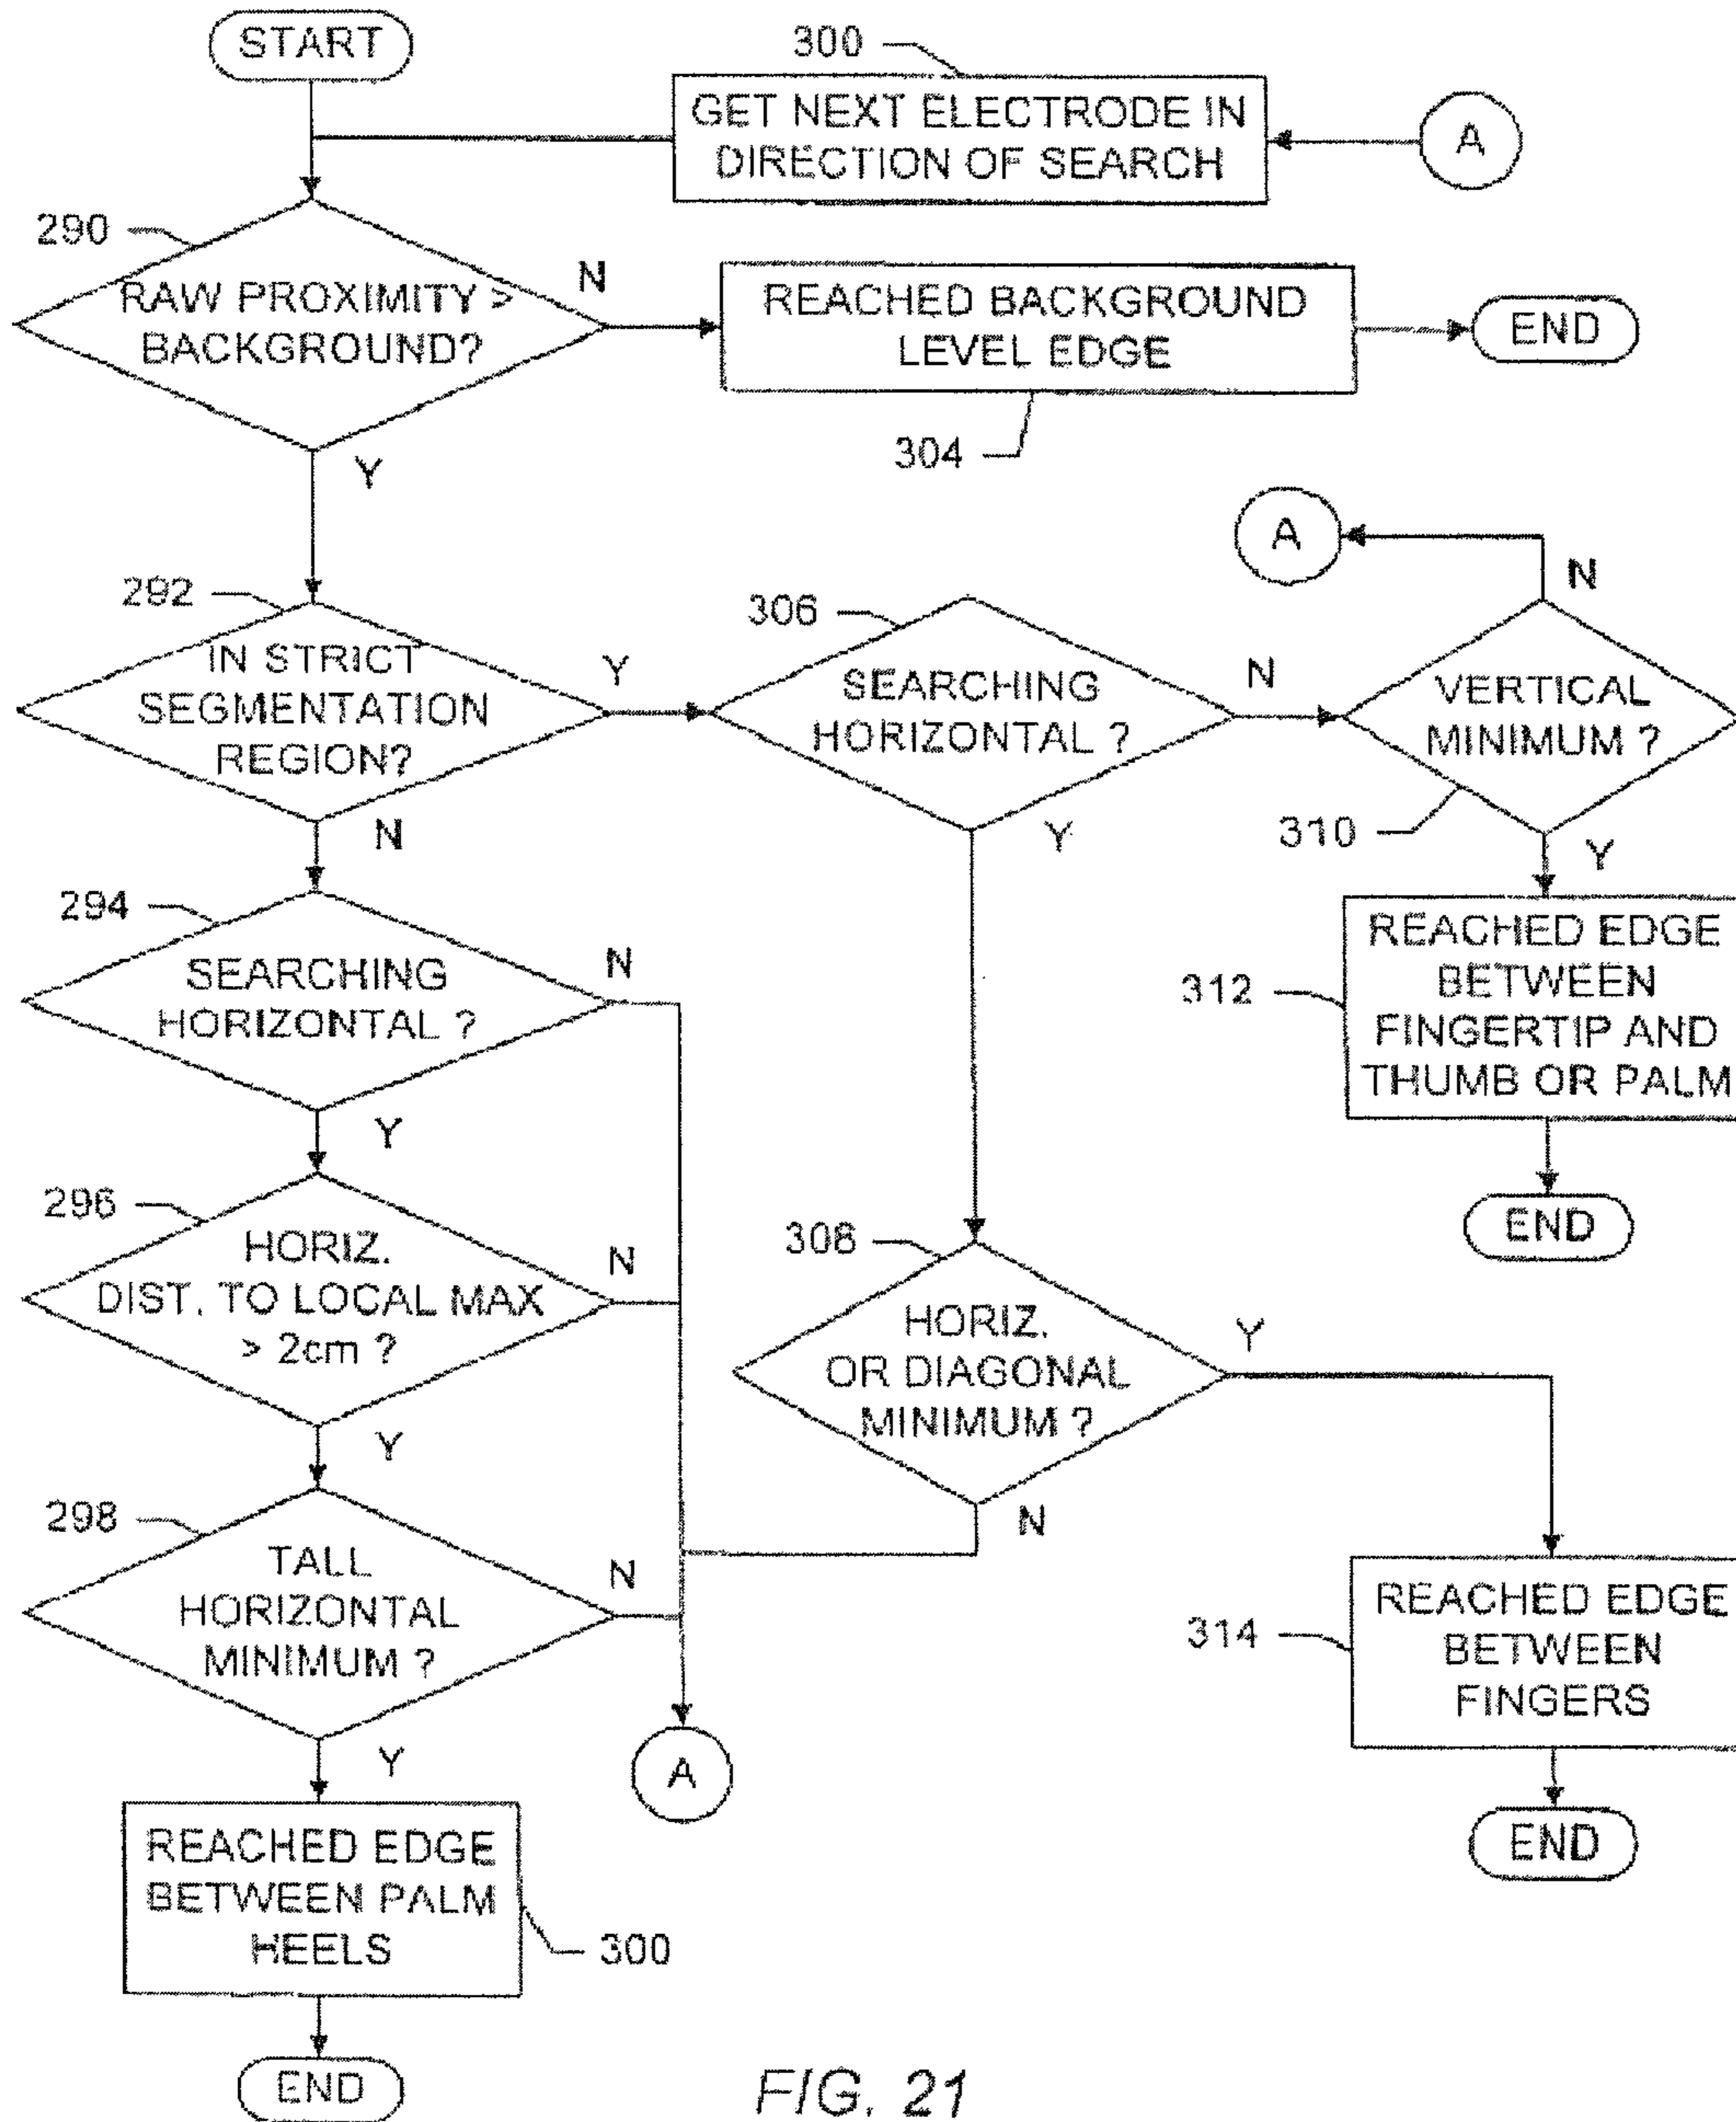 START
300
GET NEXT ELECTRODE IN
DIRECTION OF SEARCH
A
290
RAW PROXIMITY >
BACKGROUND?
N
REACHED BACKGROUND
LEVEL EDGE
END
304
Y
A
N
292
IN STRICT
SEGMENTATION
REGION?
Y
306
SEARCHING
HORIZONTAL ?
N
VERTICAL
MINIMUM ?
310
N
Y
Y
294
SEARCHING
HORIZONTAL ?
N
312
REACHED EDGE
BETWEEN
FINGERTIP AND
THUMB OR PALM
Y
END
296
HORIZ.
DIST. TO LOCAL MAX
> 2cm ?
N
308
HORIZ.
OR DIAGONAL
MINIMUM ?
Y
Y
N
298
TALL
HORIZONTAL
MINIMUM ?
N
314
REACHED EDGE
BETWEEN
FINGERS
Y
A
END
REACHED EDGE
BETWEEN PALM
HEELS
300
END
FIG. 21